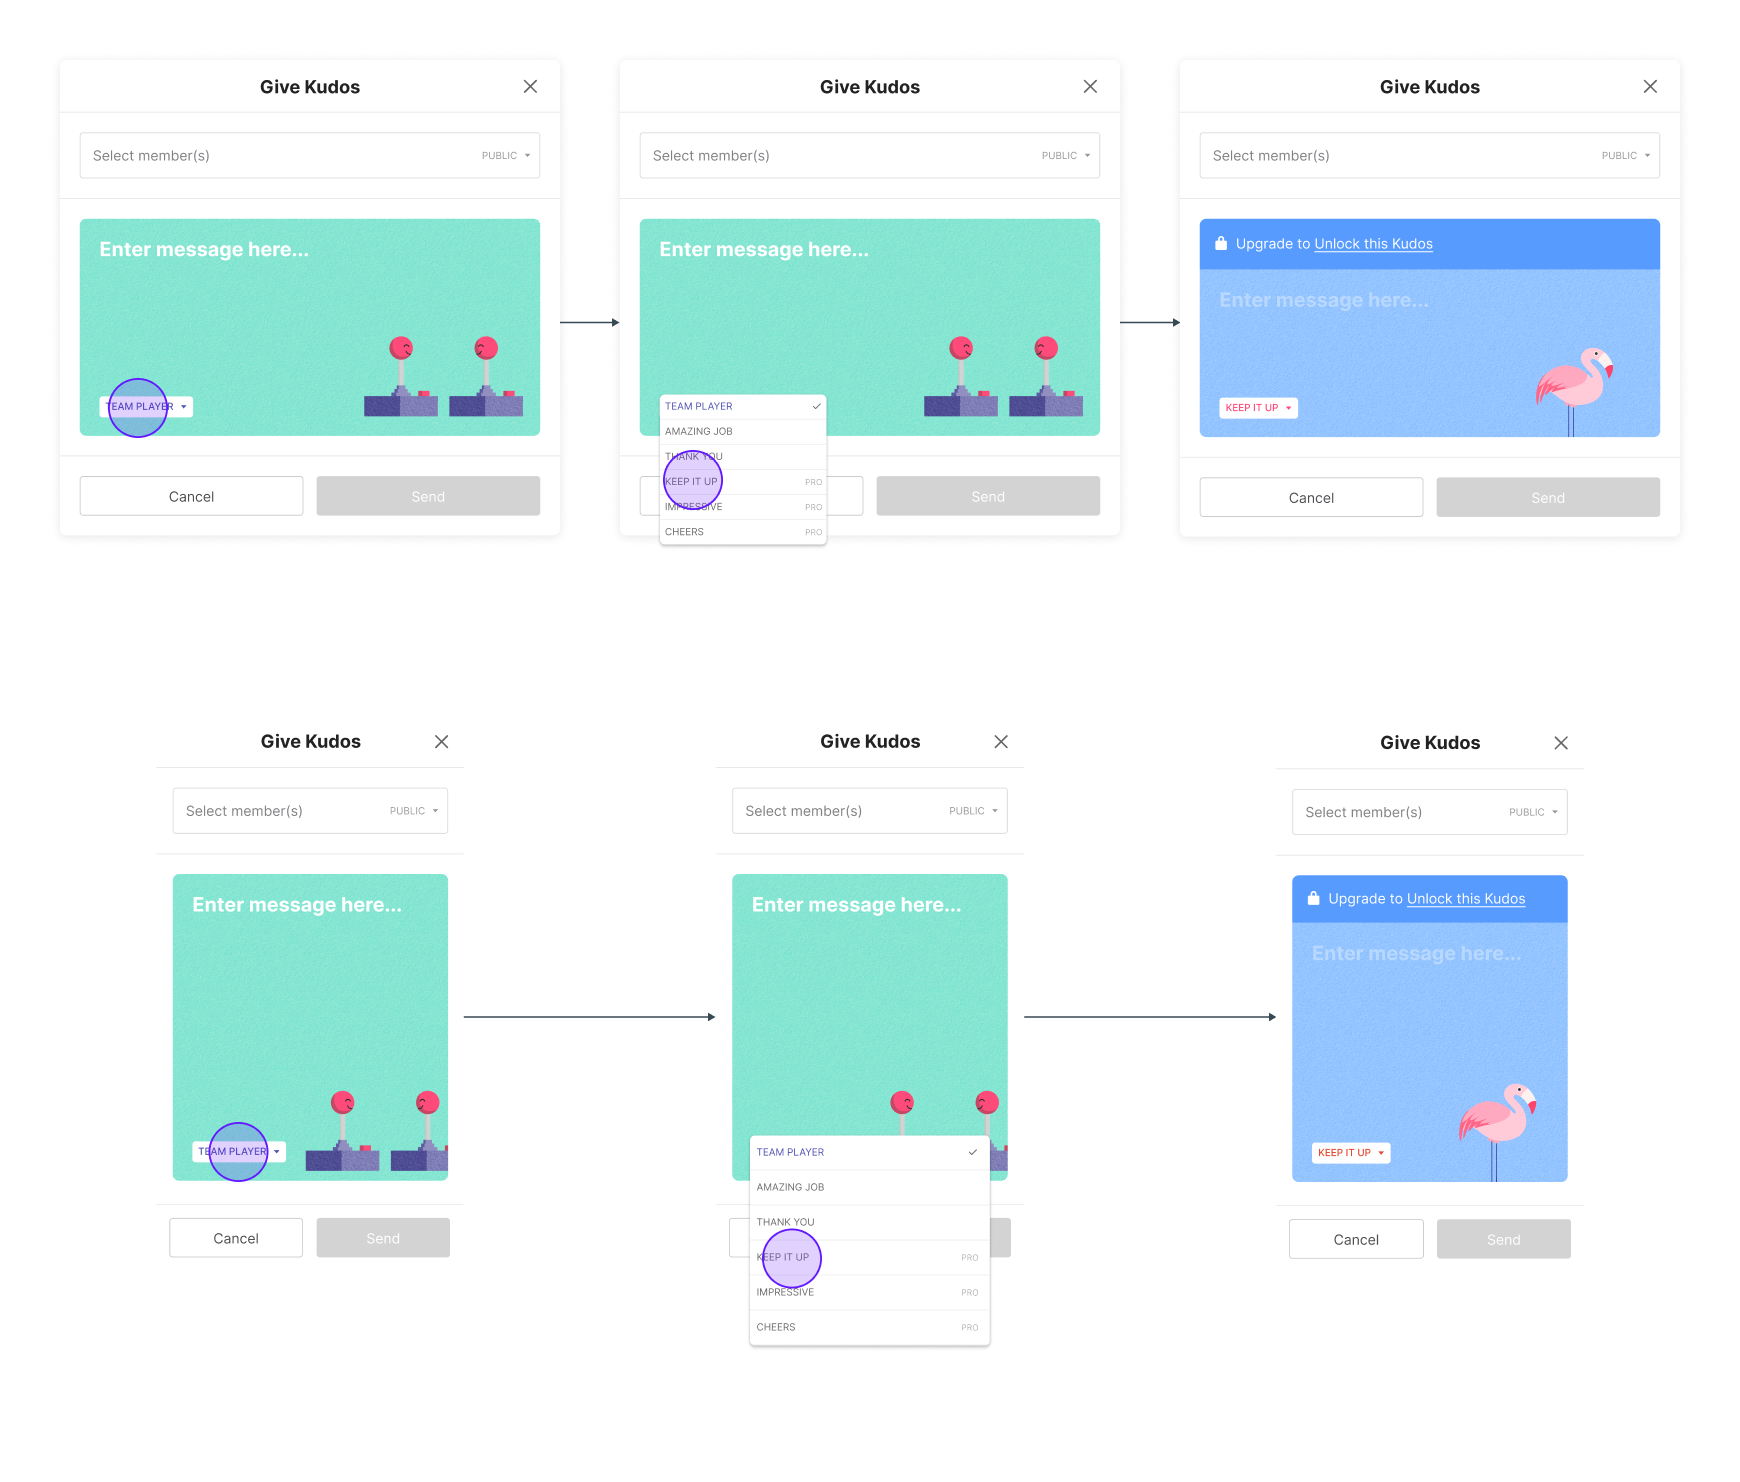 Give Kudos
Select member(s) PUBLIC
Enter message here...
TEAM PLAYER
Cancel Send
Give Kudos
Select member(s) PUBLIC
Enter message here...
TEAM PLAYER
AMAZING JOB
THANK YOU
KEEP IT UP PRO
IMPRESSIVE PRO
CHEERS PRO
Send
Give Kudos
Select member(s) PUBLIC
Upgrade to Unlock this Kudos
Enter message here...
KEEP IT UP
Cancel Send
Give Kudos
Select member(s) PUBLIC
Enter message here...
TEAM PLAYER
Cancel Send
Give Kudos
Select member(s) PUBLIC
Enter message here...
TEAM PLAYER
AMAZING JOB
THANK YOU
KEEP IT UP PRO
IMPRESSIVE PRO
CHEERS PRO
Give Kudos
Select member(s) PUBLIC
Upgrade to Unlock this Kudos
Enter message here...
KEEP IT UP
Cancel Send